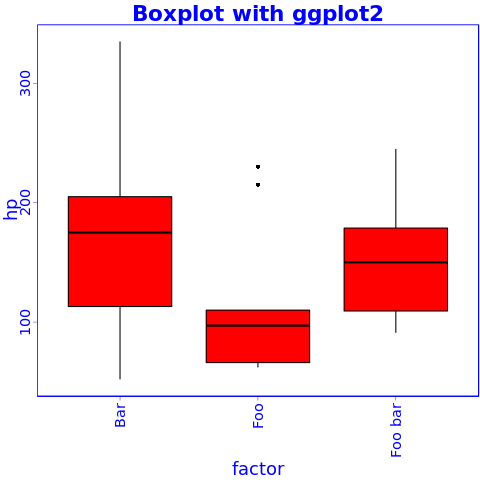 Boxplot with ggplot2
hp
300
200
100
Bar
Foo
Foo bar
factor